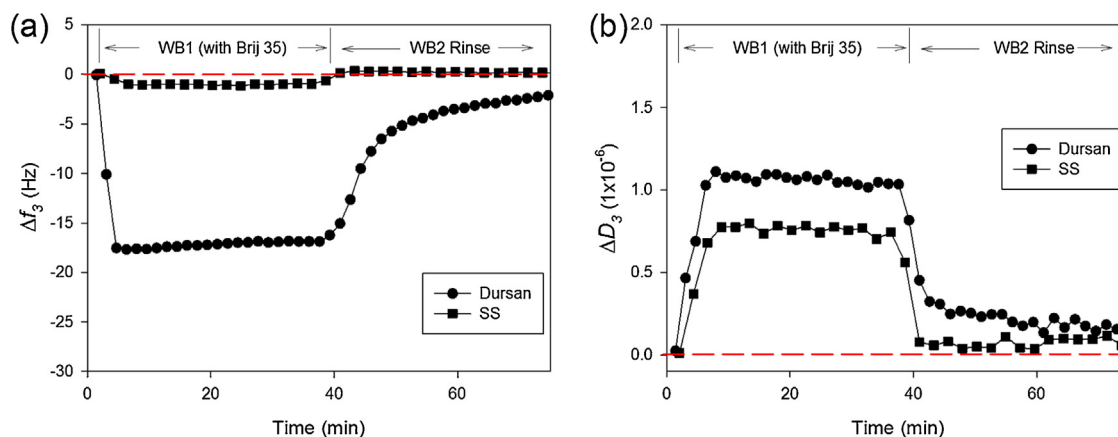 (a)
WB1 (with Brij 35)
WB2 Rinse
5
0
-5
-10
-15
-20
-25
-30
Δf3 (Hz)
Dursan
SS
0
20
40
60
Time (min)
(b)
WB1 (with Brij 35)
WB2 Rinse
2.0
1.5
1.0
0.5
0.0
ΔD3 (1x10-6)
Dursan
SS
0
20
40
60
Time (min)